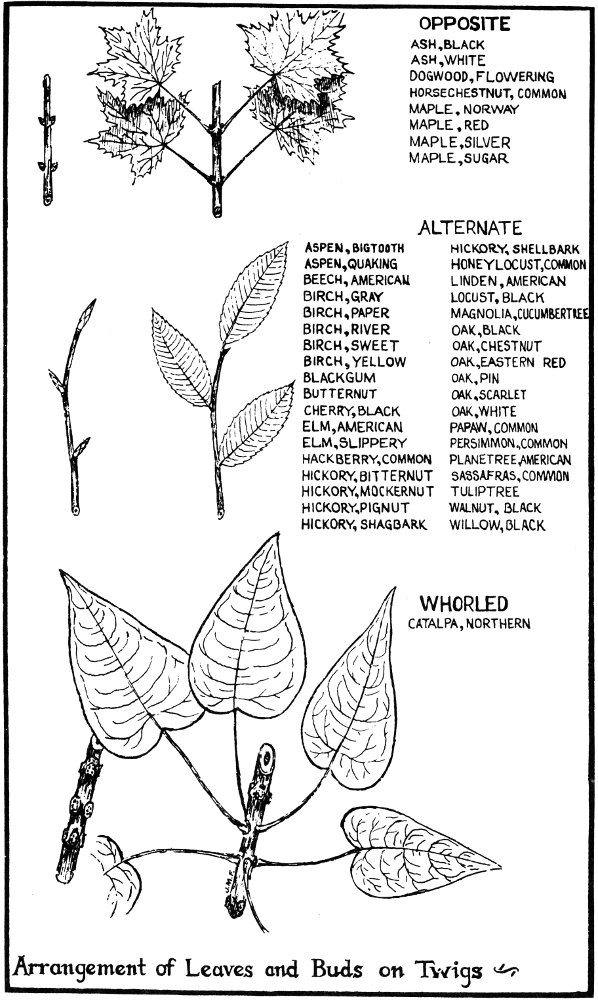 OPPOSITE
ASH, BLACK
ASH, WHITE
DOGWOOD, FLOWERING
HORSECHESTNUT, COMMON
MAPLE, NORWAY
MAPLE, RED
MAPLE, SILVER
MAPLE, SUGAR
ALTERNATE
ASPEN, BIGTOOTH
ASPEN, QUAKING
BEECH, AMERICAN
BIRCH, GRAY
BIRCH, PAPER
BIRCH, RIVER
BIRCH, SWEET
BIRCH, YELLOW
BLACKGUM
BUTTERNUT
CHERRY, BLACK
ELM, AMERICAN
ELM, SLIPPERY
HACKBERRY, COMMON
HICKORY, BITTERNUT
HICKORY, MOCKERNUT
HICKORY, PIGNUT
HICKORY, SHAGBARK
HICKORY, SHELLBARK
HONEYLOCUST, COMMON
LINDEN, AMERICAN
LOCUST, BLACK
MAGNOLIA, CUCUMBERTREE
OAK, BLACK
OAK, CHESTNUT
OAK, EASTERN RED
OAK, PIN
OAK, SCARLET
OAK, WHITE
PAPAW, COMMON
PERSIMMON, COMMON
PLANETREE, AMERICAN
SASSAFRAS, COMMON
TULIPTREE
WALNUT, BLACK
WILLOW, BLACK
WHORLED
CATALPA, NORTHERN
Arrangement of Leaves and Buds on Twigs